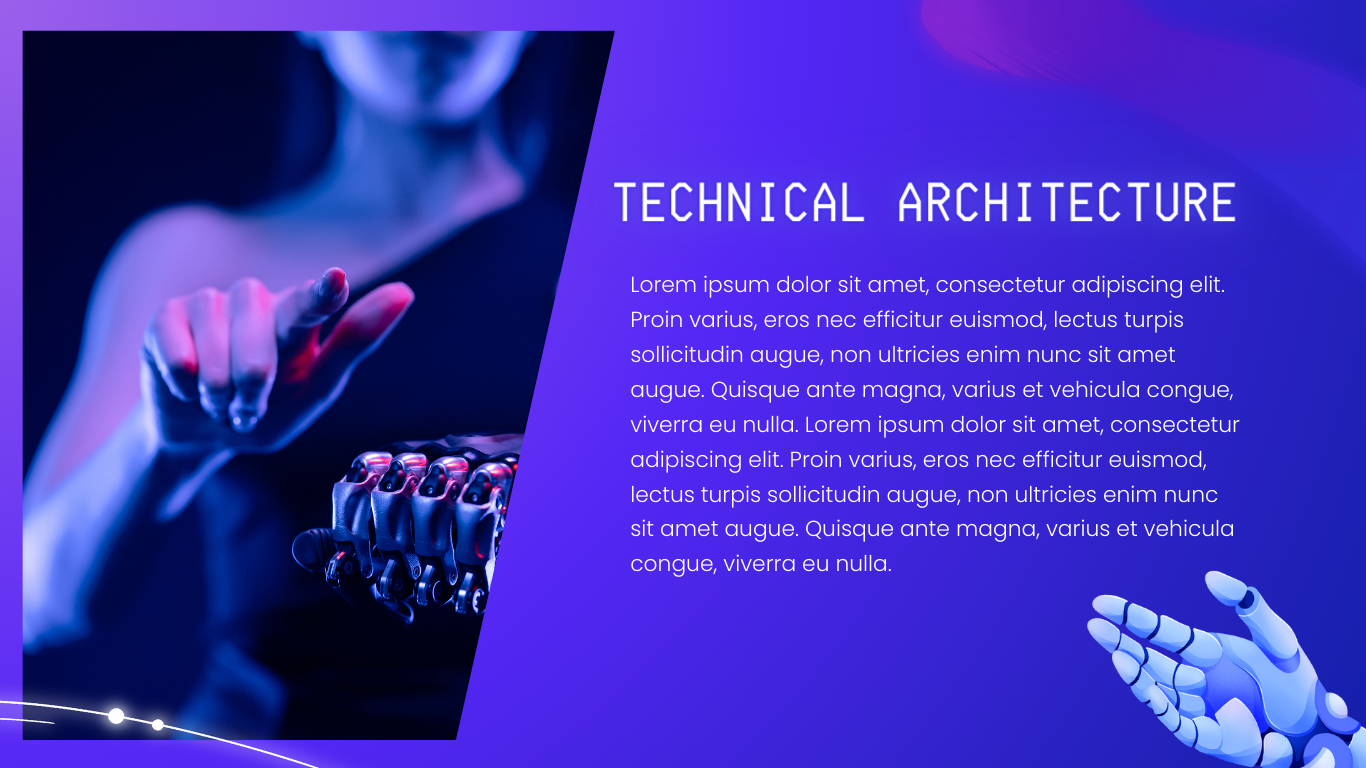 TECHNICAL ARCHITECTURE
Lorem ipsum dolor sit amet, consectetur adipiscing elit.
Proin varius, eros nec efficitur euismod, lectus turpis
sollicitudin augue, non ultricies enim nunc sit amet
augue. Quisque ante magna, varius et vehicula congue,
viverra eu nulla. Lorem ipsum dolor sit amet, consectetur
adipiscing elit. Proin varius, eros nec efficitur euismod,
lectus turpis sollicitudin augue, non ultricies enim nunc
sit amet augue. Quisque ante magna, varius et vehicula
congue, viverra eu nulla.